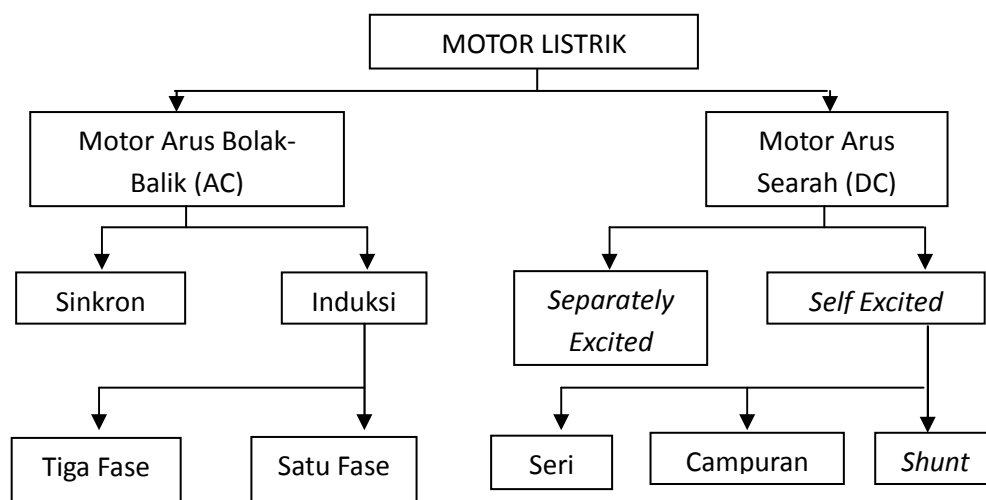 MOTOR LISTRIK
Motor Arus Bolak-
Balik (AC)
Motor Arus
Searah (DC)
Sinkron
Induksi
Separately
Excited
Self Excited
Tiga Fase
Satu Fase
Seri
Campuran
Shunt